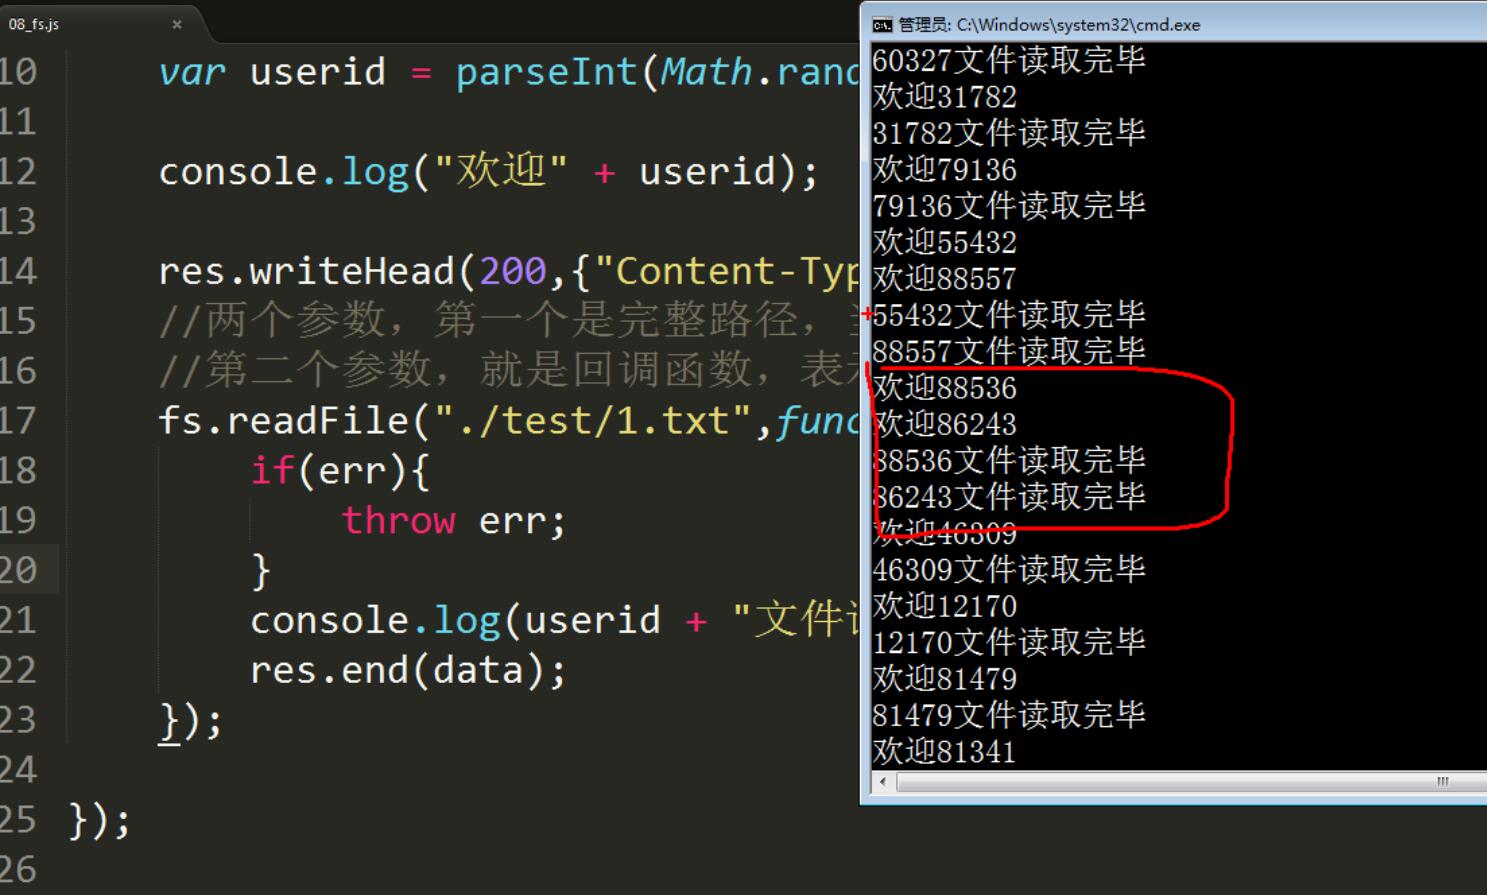 08_fs.js
×
10 var userid = parseInt(Math.rand
11
12 console.log("欢迎" + userid);
13
14 res.writeHead(200,{"Content-Typ
15 //两个参数，第一个是完整路径，
16 //第二个参数，就是回调函数，表
17 fs.readFile("./test/1.txt",func
18 if(err){
19 throw err;
20 }
21 console.log(userid + "文件
22 res.end(data);
23 });
24
25 });
26
管理员: C:\Windows\system32\cmd.exe
60327文件读取完毕
欢迎31782
31782文件读取完毕
欢迎79136
79136文件读取完毕
欢迎55432
欢迎88557
55432文件读取完毕
88557文件读取完毕
欢迎88536
欢迎86243
88536文件读取完毕
86243文件读取完毕
欢迎46309
46309文件读取完毕
欢迎12170
12170文件读取完毕
欢迎81479
81479文件读取完毕
欢迎81341